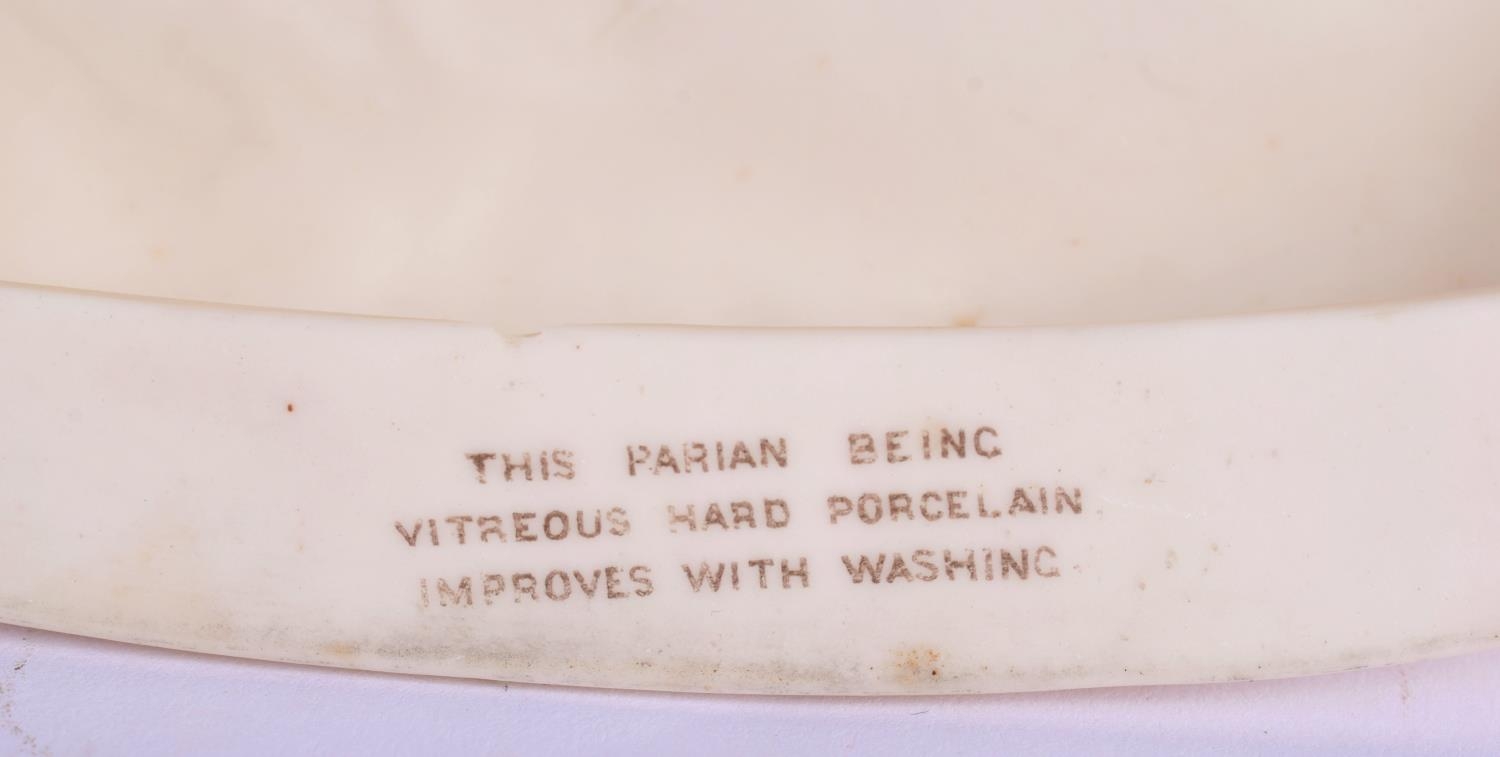 THIS PARIAN BEING
VITREOUS HARD PORCELAIN
IMPROVES WITH WASHING